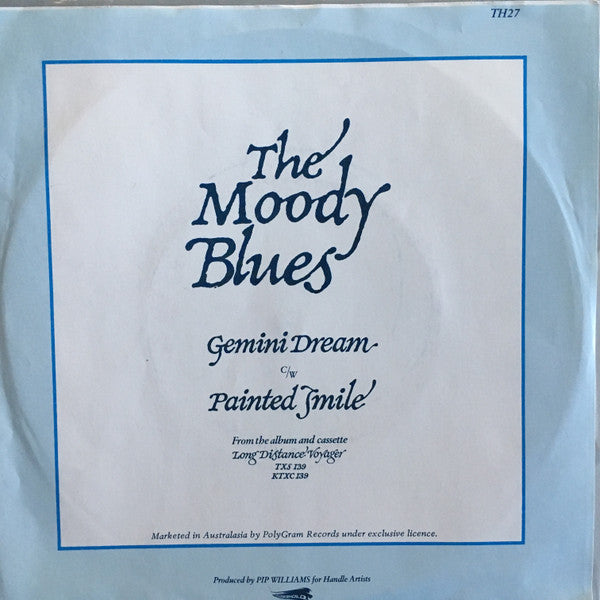 TH27
The
Moody
Blues
Gemini Dream
C/W
Painted Smile
From the album and cassette
Long Distance Voyager
TXS 139
KTXC 139
Marketed in Australasia by PolyGram Records under exclusive licence.
Produced by PIP WILLIAMS for Handle Artists